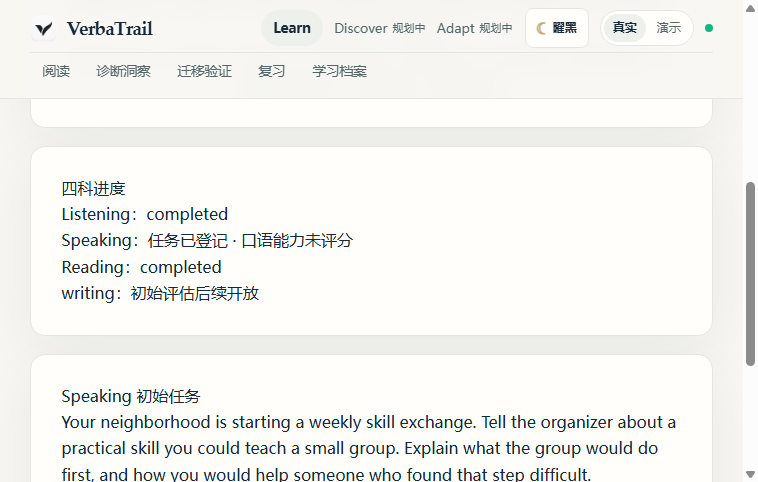 VerbaTrail
Learn
Discover 规划中
Adapt 规划中
曜黑
真实
演示
阅读
诊断洞察
迁移验证
复习
学习档案
四科进度
Listening：completed
Speaking：任务已登记 · 口语能力未评分
Reading：completed
writing：初始评估后续开放
Speaking 初始任务
Your neighborhood is starting a weekly skill exchange. Tell the organizer about a
practical skill you could teach a small group. Explain what the group would do
first, and how you would help someone who found that step difficult.